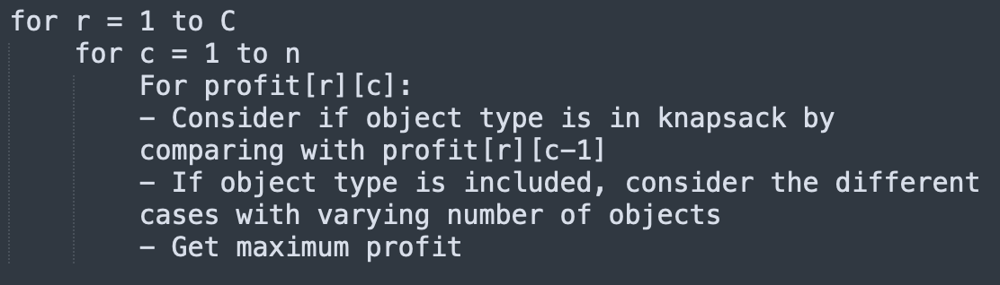 for r = 1 to C
for c = 1 to n
For profit[r][c]:
– Consider if object type is in knapsack by
comparing with profit[r][c–1]
– If object type is included, consider the different
cases with varying number of objects
– Get maximum profit